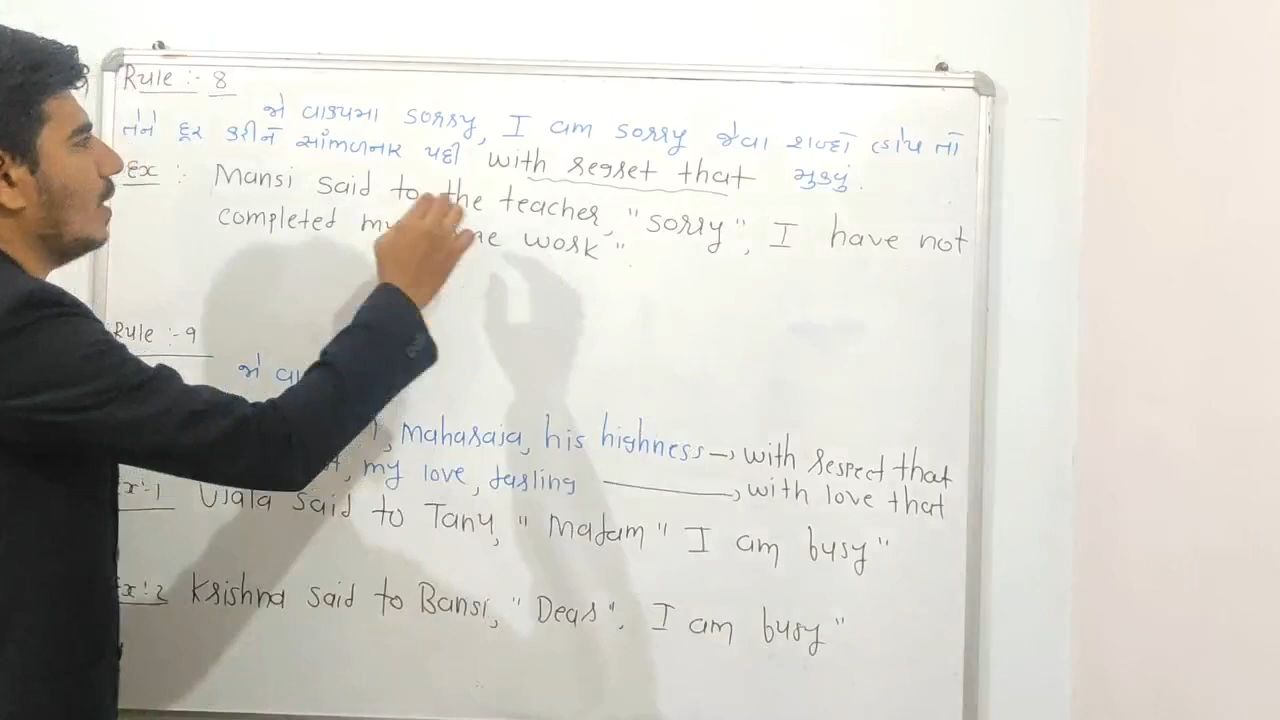 Rule :- 8
જો વાક્યમા sorry, I am sorry જેવા શબ્દો હોય તો
તેને દૂર કરીને સાંભળનાર પછી with regret that મુકવું.
Ex :- Mansi said to the teacher, "sorry", I have not
completed my work"
Rule :-9
જો
, Maharaja, his highness → with respect that
my love, darling → with love that
Ex:-1 Ujala said to Tanu, "Madam" I am busy"
Ex:2 Krishna said to Bansi, "Dear", I am busy"